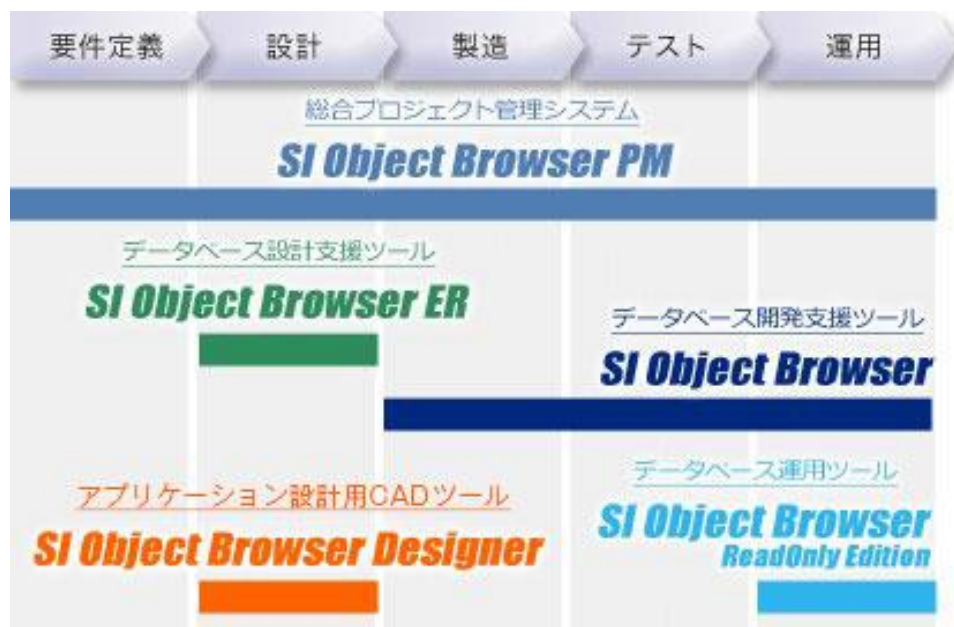 要件定義 設計 製造 テスト 運用
総合プロジェクト管理システム
SI Object Browser PM
データベース設計支援ツール
SI Object Browser ER
データベース開発支援ツール
SI Object Browser
アプリケーション設計用CADツール
SI Object Browser Designer
データベース運用ツール
SI Object Browser
ReadOnly Edition